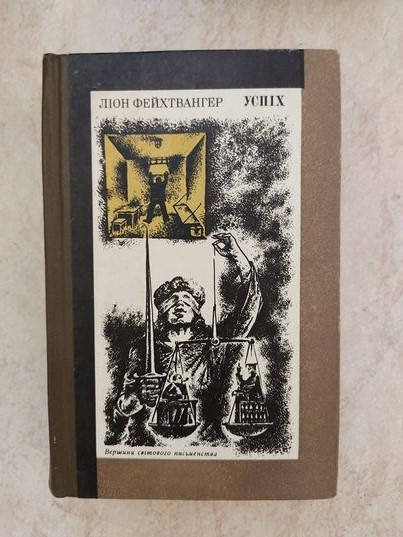 ЛІОН ФЕЙХТВАНГЕР УСПІХ
Вершини світового письменства